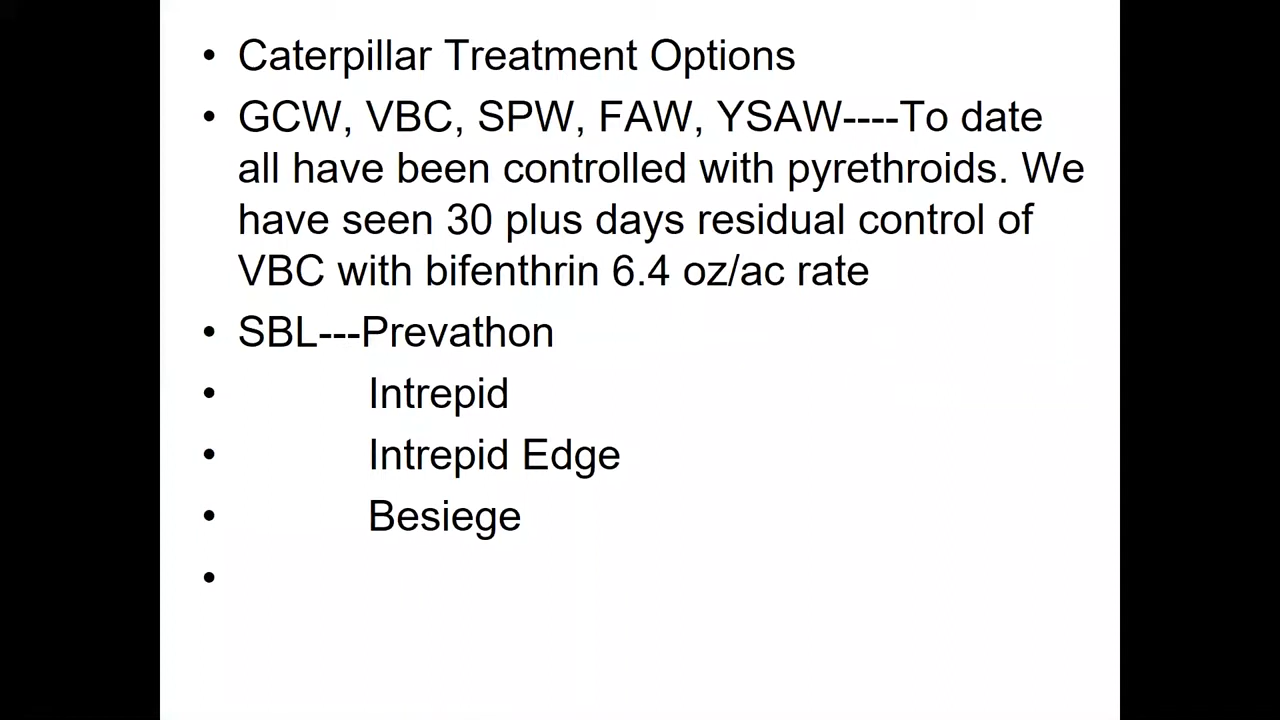 • Caterpillar Treatment Options
• GCW, VBC, SPW, FAW, YSAW----To date
all have been controlled with pyrethroids. We
have seen 30 plus days residual control of
VBC with bifenthrin 6.4 oz/ac rate
• SBL---Prevathon
• Intrepid
• Intrepid Edge
• Besiege
•